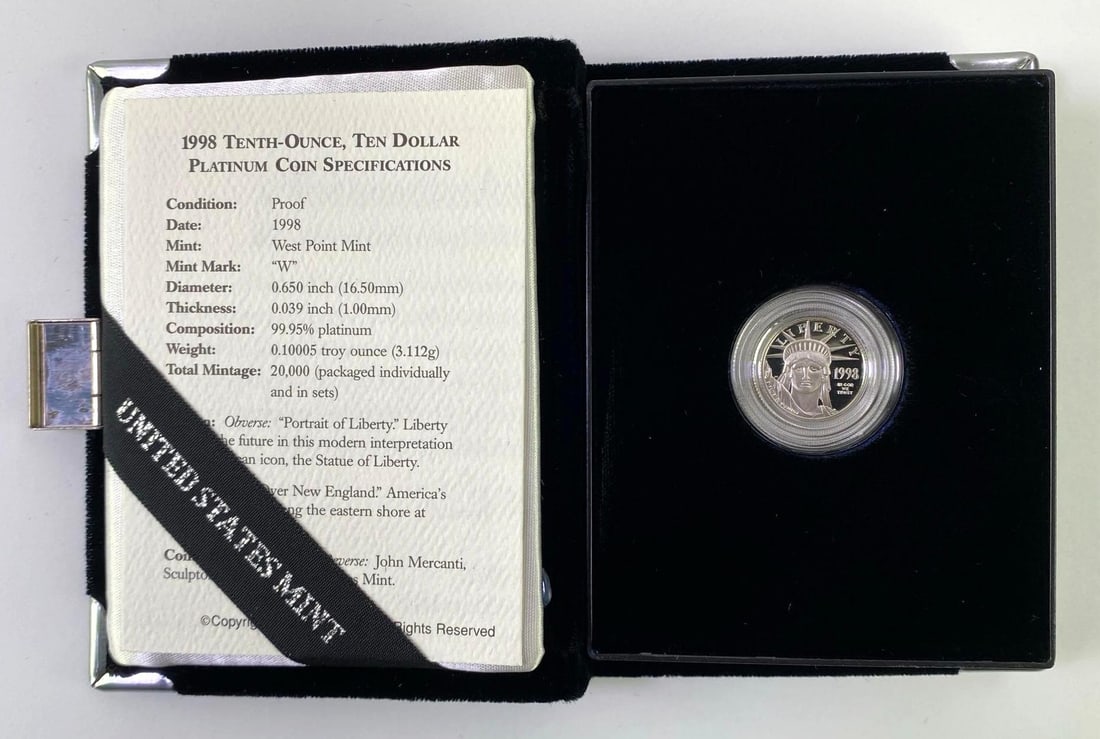 1998 TENTH-OUNCE, TEN DOLLAR
PLATINUM COIN SPECIFICATIONS
Condition: Proof
Date: 1998
Mint: West Point Mint
Mint Mark: “W”
Diameter: 0.650 inch (16.50mm)
Thickness: 0.039 inch (1.00mm)
Composition: 99.95% platinum
Weight: 0.10005 troy ounce (3.112g)
Total Mintage: 20,000 (packaged individually
and in sets)
Obverse: “Portrait of Liberty.” Liberty
future in this modern interpretation
icon, the Statue of Liberty.
New England.” America’s
the eastern shore at
John Mercanti,
Mint.
Rights Reserved
UNITED STATES MINT
LIBERTY
1998
IN GOD
WE
TRUST